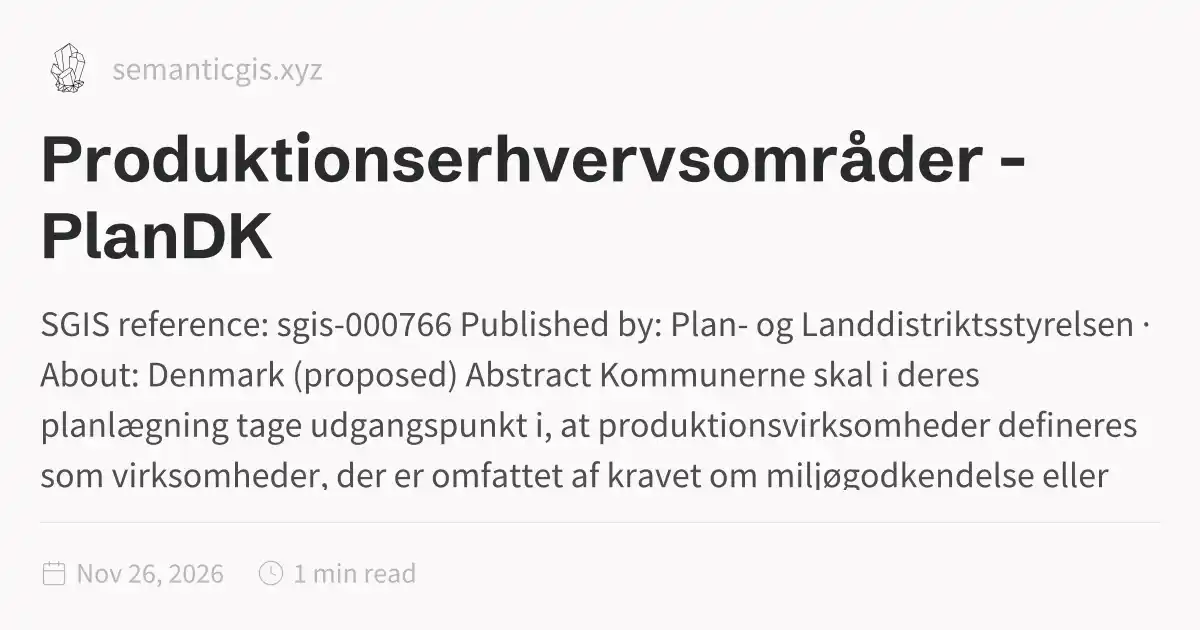 semanticgis.xyz
Produktionserhvervsområder -
PlanDK
SGIS reference: sgis-000766 Published by: Plan- og Landdistriktsstyrelsen ·
About: Denmark (proposed) Abstract Kommunerne skal i deres
planlægning tage udgangspunkt i, at produktionsvirksomheder defineres
som virksomheder, der er omfattet af kravet om miljøgodkendelse eller
Nov 26, 2026 1 min read